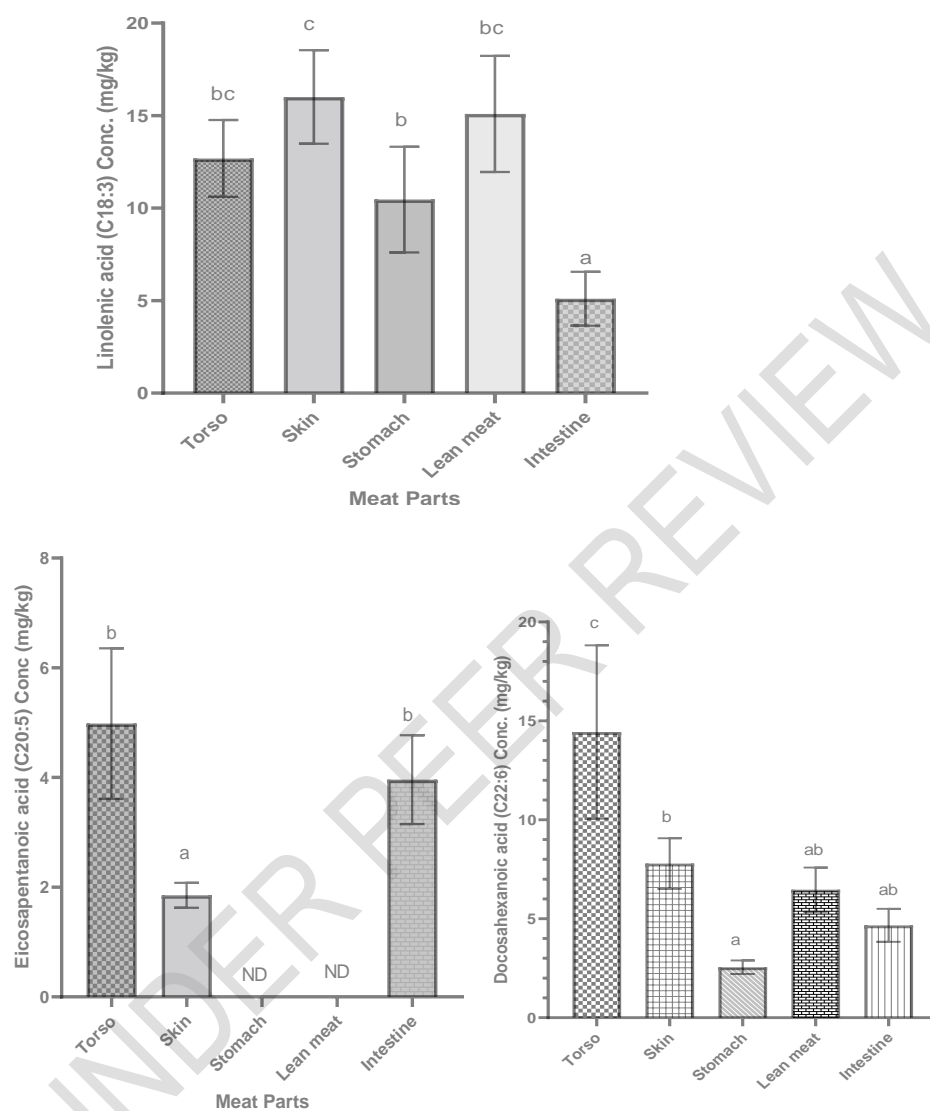 Linolenic acid (C18:3) Conc. (mg/kg)
20
15
10
5
0
bc
c
b
bc
a
Torso
Skin
Stomach
Lean meat
Intestine
Meat Parts
Eicosapentanoic acid (C20:5) Conc (mg/kg)
8
6
4
2
0
b
a
ND
ND
b
Torso
Skin
Stomach
Lean meat
Intestine
Meat Parts
Docosahexanoic acid (C22:6) Conc. (mg/kg)
20
15
10
5
0
c
b
a
ab
ab
Torso
Skin
Stomach
Lean meat
Intestine
UNDER PEER REVIEW